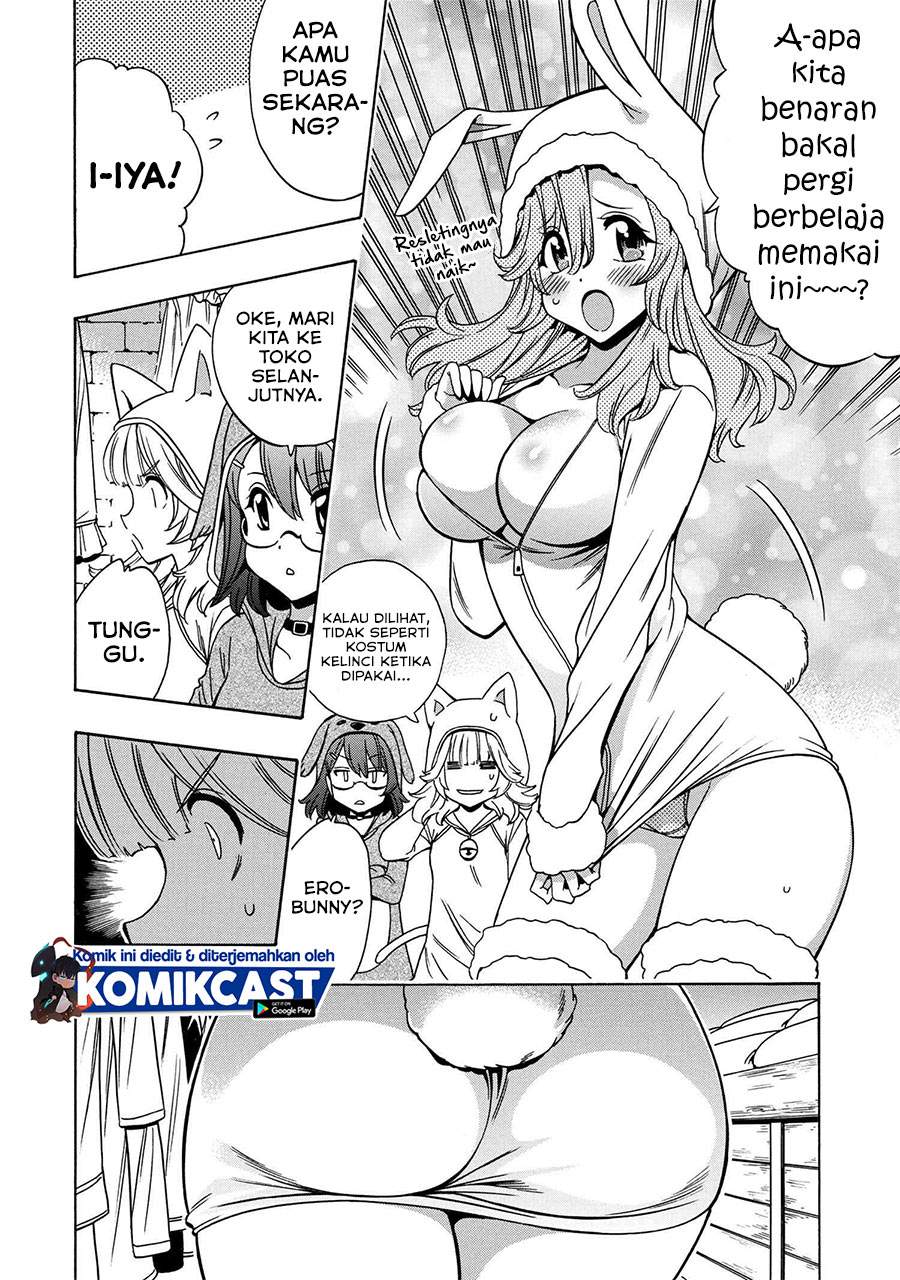 A-apa
kita
benaran
bakal
pergi
berbelaja
memakai
ini~~~?
Resletingnya
tidak mau
naik~
KALAU DILIHAT,
TIDAK SEPERTI
KOSTUM
KELINCI KETIKA
DIPAKAI...
ERO-
BUNNY?
APA
KAMU
PUAS
SEKARA-
NG?
I-IYA!
OKE, MARI
KITA KE
TOKO
SELAN-
JUTNYA.
TUNG-
GU.
Komik ini diedit & diterjemahkan oleh
KOMIKCAST
GET IT ON
Google Play